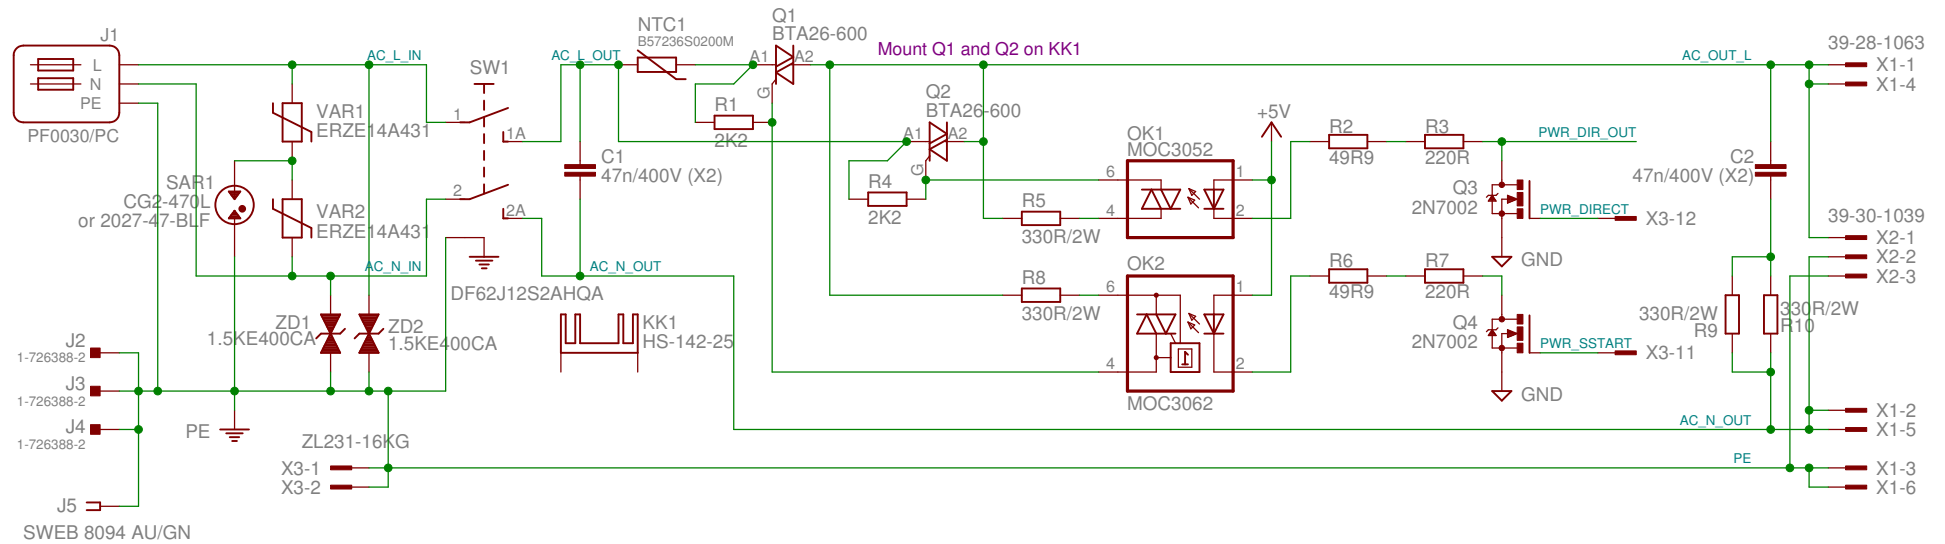 J1
L
N
PE
PF0030/PC
AC_L_IN
VAR1
ERZE14A431
SAR1
CG2-470L
or 2027-47-BLF
VAR2
ERZE14A431
AC_N_IN
ZD1
1.5KE400CA
ZD2
1.5KE400CA
J2
1-726388-2
J3
1-726388-2
J4
1-726388-2
PE
J5
SWEB 8094 AU/GN
ZL231-16KG
X3-1
X3-2
SW1
1
1A
2
2A
DF62J12S2AHQA
AC_L_OUT
C1
47n/400V (X2)
AC_N_OUT
KK1
HS-142-25
NTC1
B57236S0200M
Q1
BTA26-600
A1
A2
G
R1
2K2
Mount Q1 and Q2 on KK1
Q2
BTA26-600
A1
A2
G
R4
2K2
R5
330R/2W
R8
330R/2W
OK1
MOC3052
6
4
1
2
OK2
6
4
1
2
1
MOC3062
+5V
R2
49R9
R3
220R
PWR_DIR_OUT
Q3
2N7002
PWR_DIRECT
X3-12
GND
R6
49R9
R7
220R
Q4
2N7002
PWR_SSTART
X3-11
GND
AC_OUT_L
C2
47n/400V (X2)
330R/2W
R9
330R/2W
R10
AC_N_OUT
PE
39-28-1063
X1-1
X1-4
39-30-1039
X2-1
X2-2
X2-3
X1-2
X1-5
X1-3
X1-6